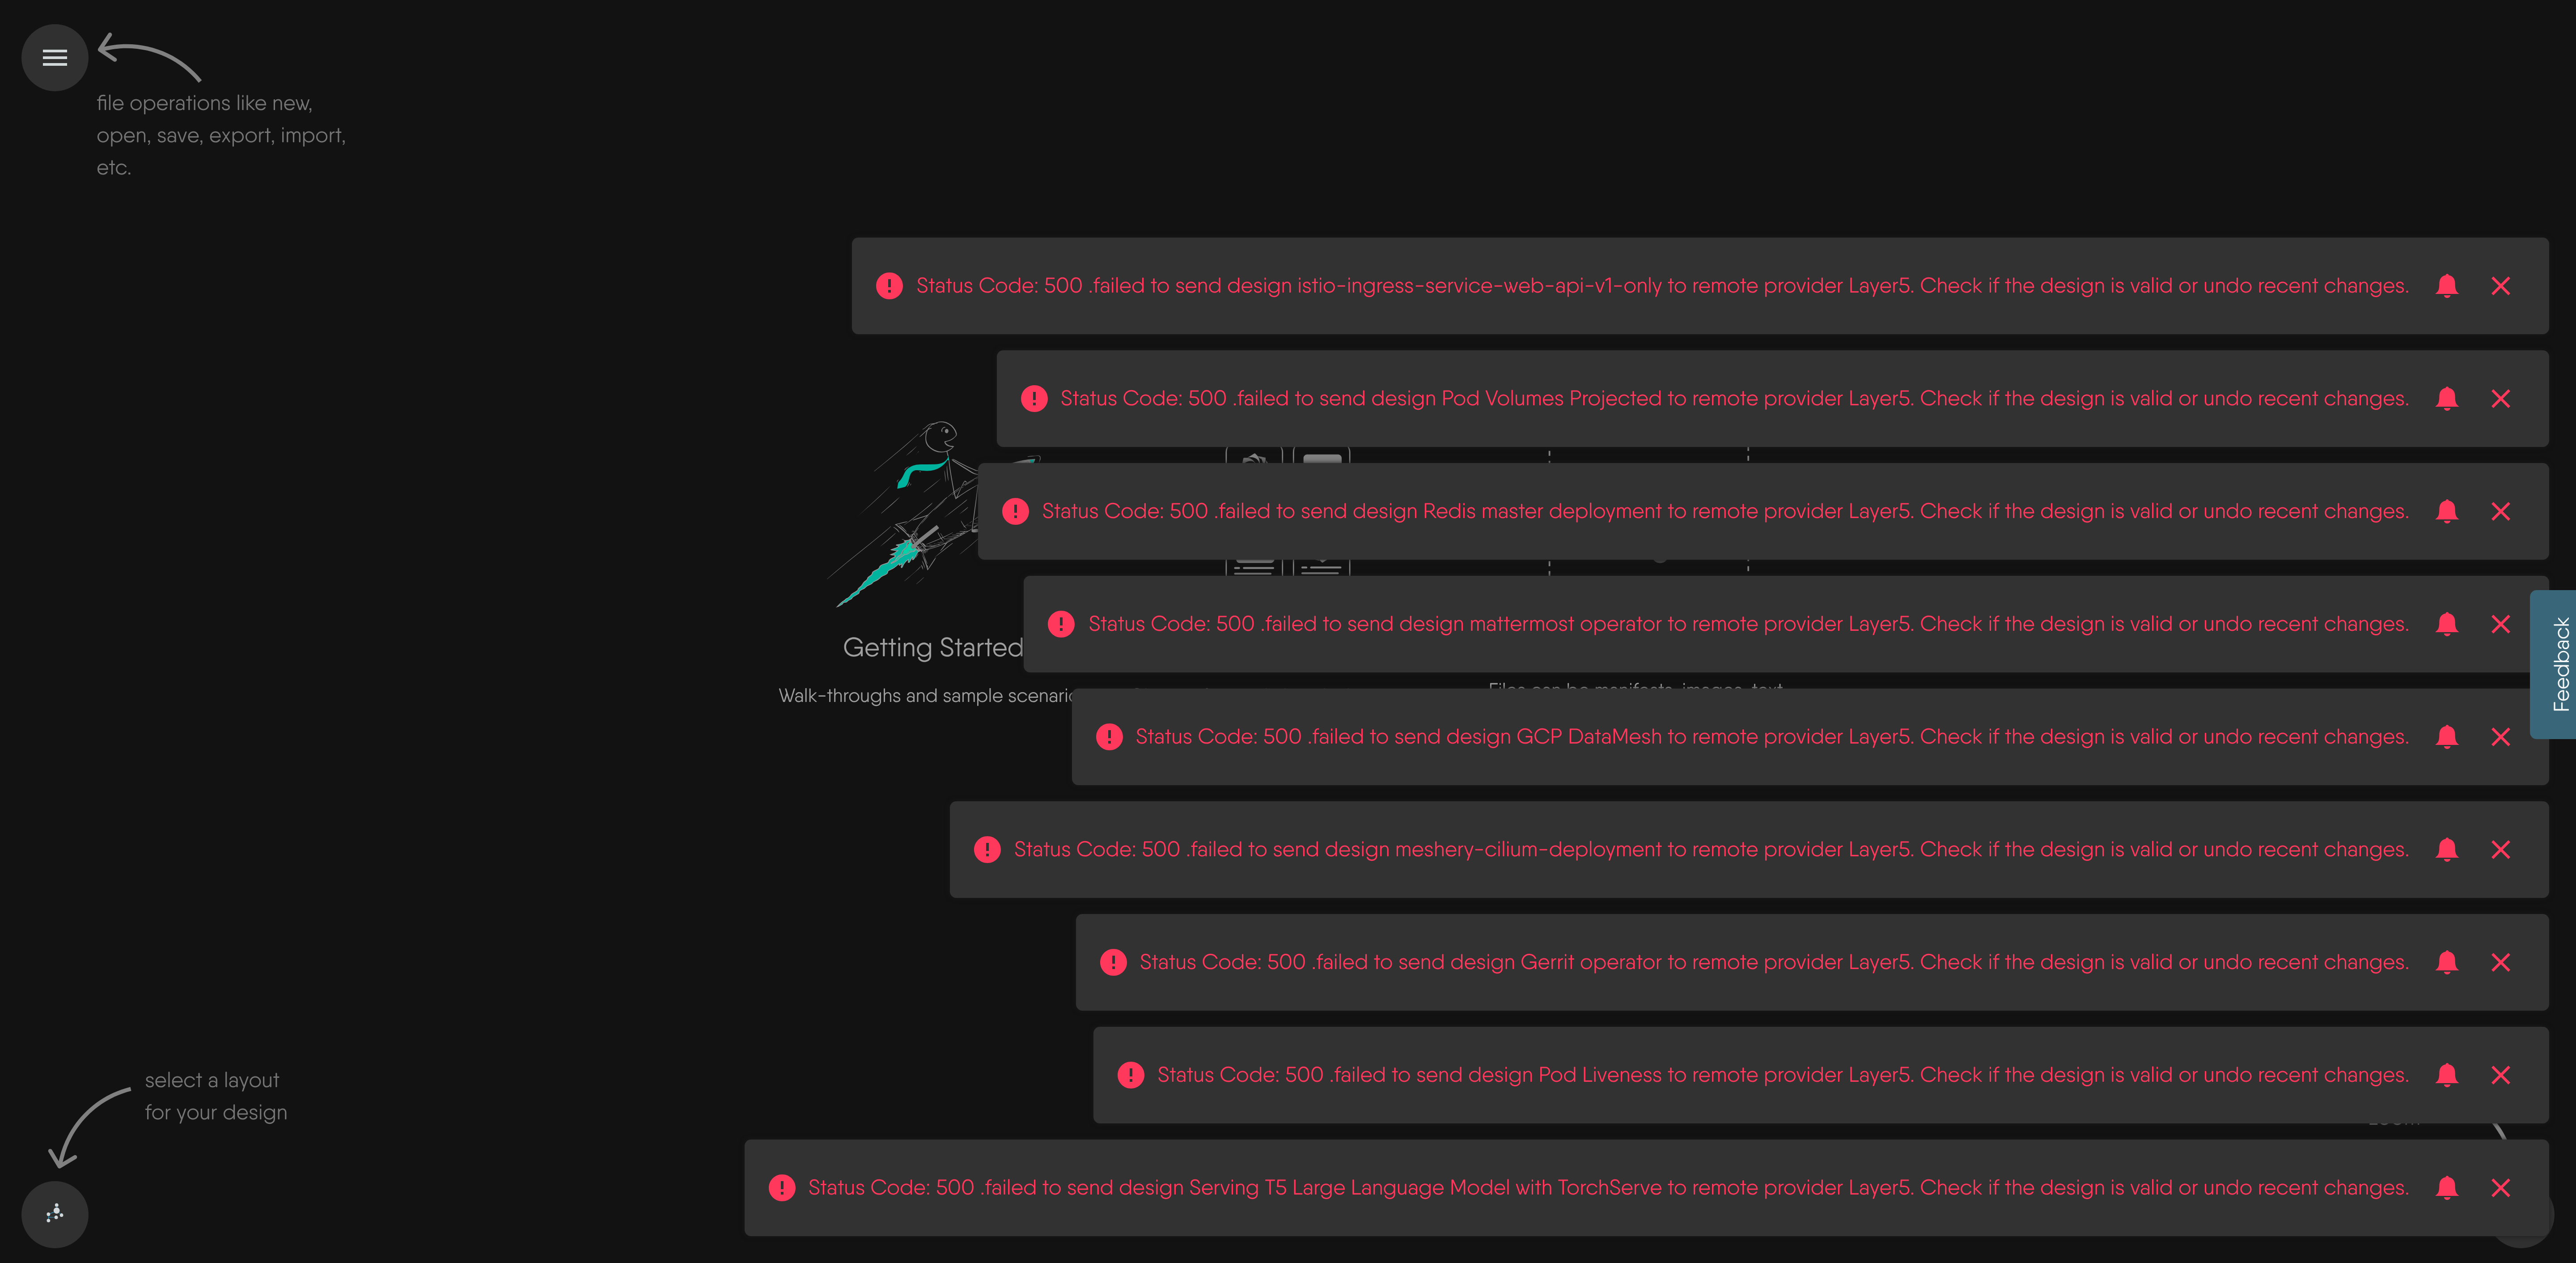 file operations like new,
open, save, export, import,
etc.
Status Code: 500 .failed to send design istio-ingress-service-web-api-v1-only to remote provider Layer5. Check if the design is valid or undo recent changes.
Status Code: 500 .failed to send design Pod Volumes Projected to remote provider Layer5. Check if the design is valid or undo recent changes.
Status Code: 500 .failed to send design Redis master deployment to remote provider Layer5. Check if the design is valid or undo recent changes.
Status Code: 500 .failed to send design mattermost operator to remote provider Layer5. Check if the design is valid or undo recent changes.
Getting Started
Feedback
Walk-throughs and sample
Files can be manifests, images, text
Status Code: 500 .failed to send design GCP DataMesh to remote provider Layer5. Check if the design is valid or undo recent changes.
Status Code: 500 .failed to send design meshery-cilium-deployment to remote provider Layer5. Check if the design is valid or undo recent changes.
Status Code: 500 .failed to send design Gerrit operator to remote provider Layer5. Check if the design is valid or undo recent changes.
Status Code: 500 .failed to send design Pod Liveness to remote provider Layer5. Check if the design is valid or undo recent changes.
select a layout
for your design
Status Code: 500 .failed to send design Serving T5 Large Language Model with TorchServe to remote provider Layer5. Check if the design is valid or undo recent changes.